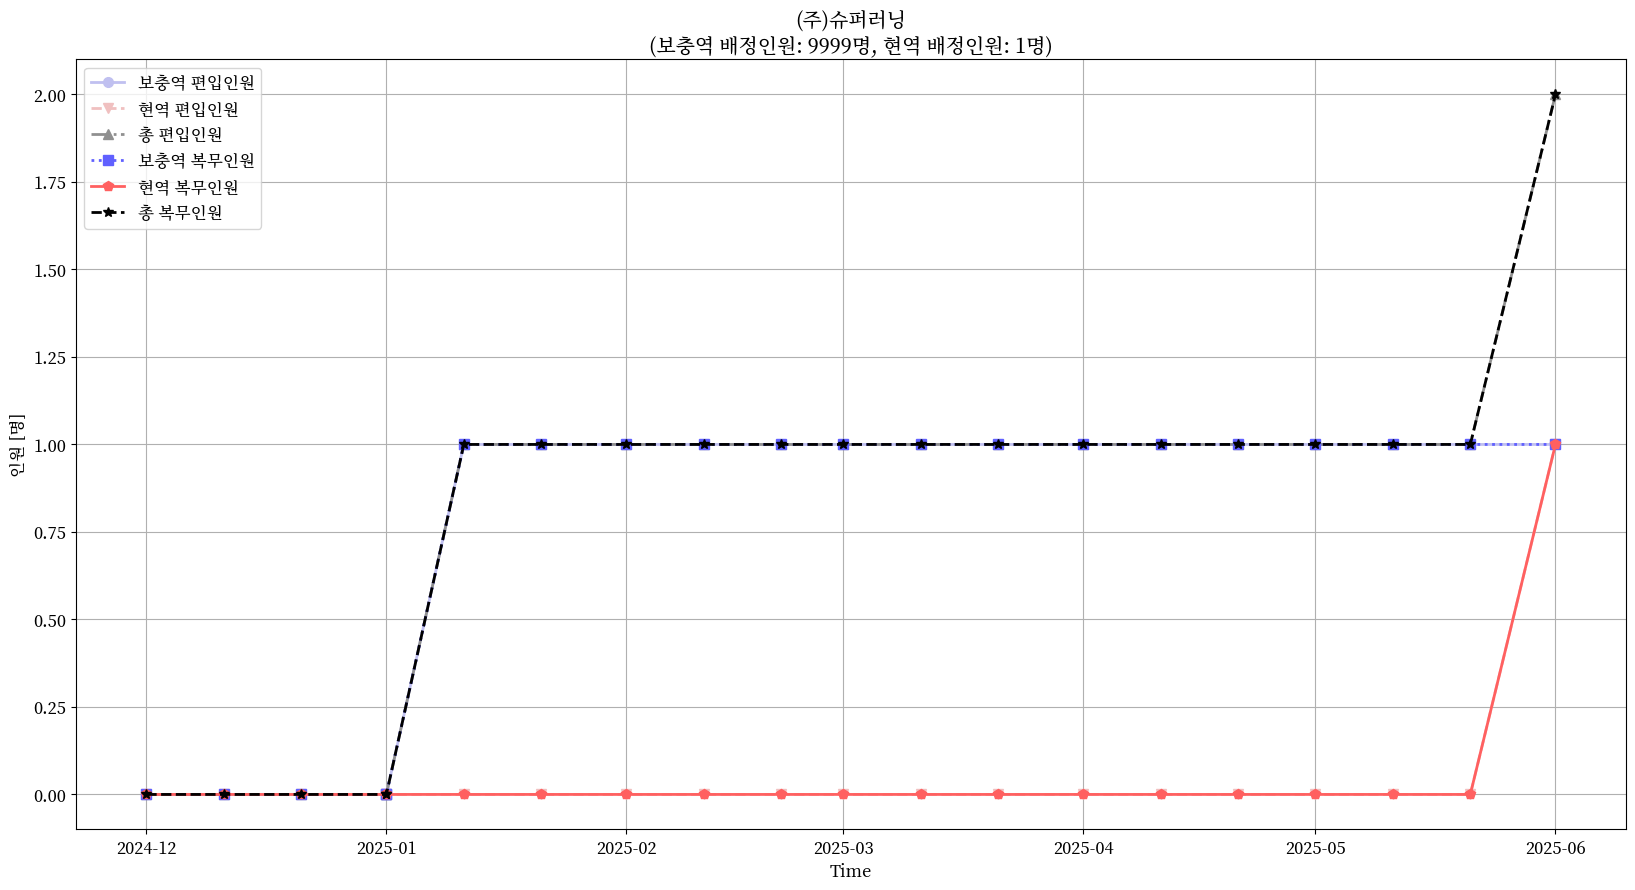 (주)슈퍼러닝
(보충역 배정인원: 9999명, 현역 배정인원: 1명)
보충역 편입인원
현역 편입인원
총 편입인원
보충역 복무인원
현역 복무인원
총 복무인원
2.00
1.75
1.50
1.25
1.00
0.75
0.50
0.25
0.00
인원 [명]
2024-12
2025-01
2025-02
2025-03
2025-04
2025-05
2025-06
Time